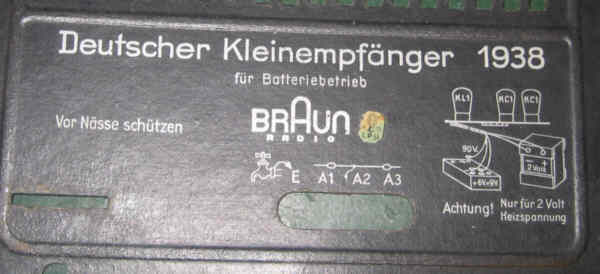 Deutscher Kleinempfänger 1938
für Batteriebetrieb
Vor Nässe schützen
BRAUN
RADIO
E A1 A2 A3
KL1 KC1 KC1
90V.
- +
2 Volt
+6V+9V
Achtung! Nur für 2 Volt
Heizspannung